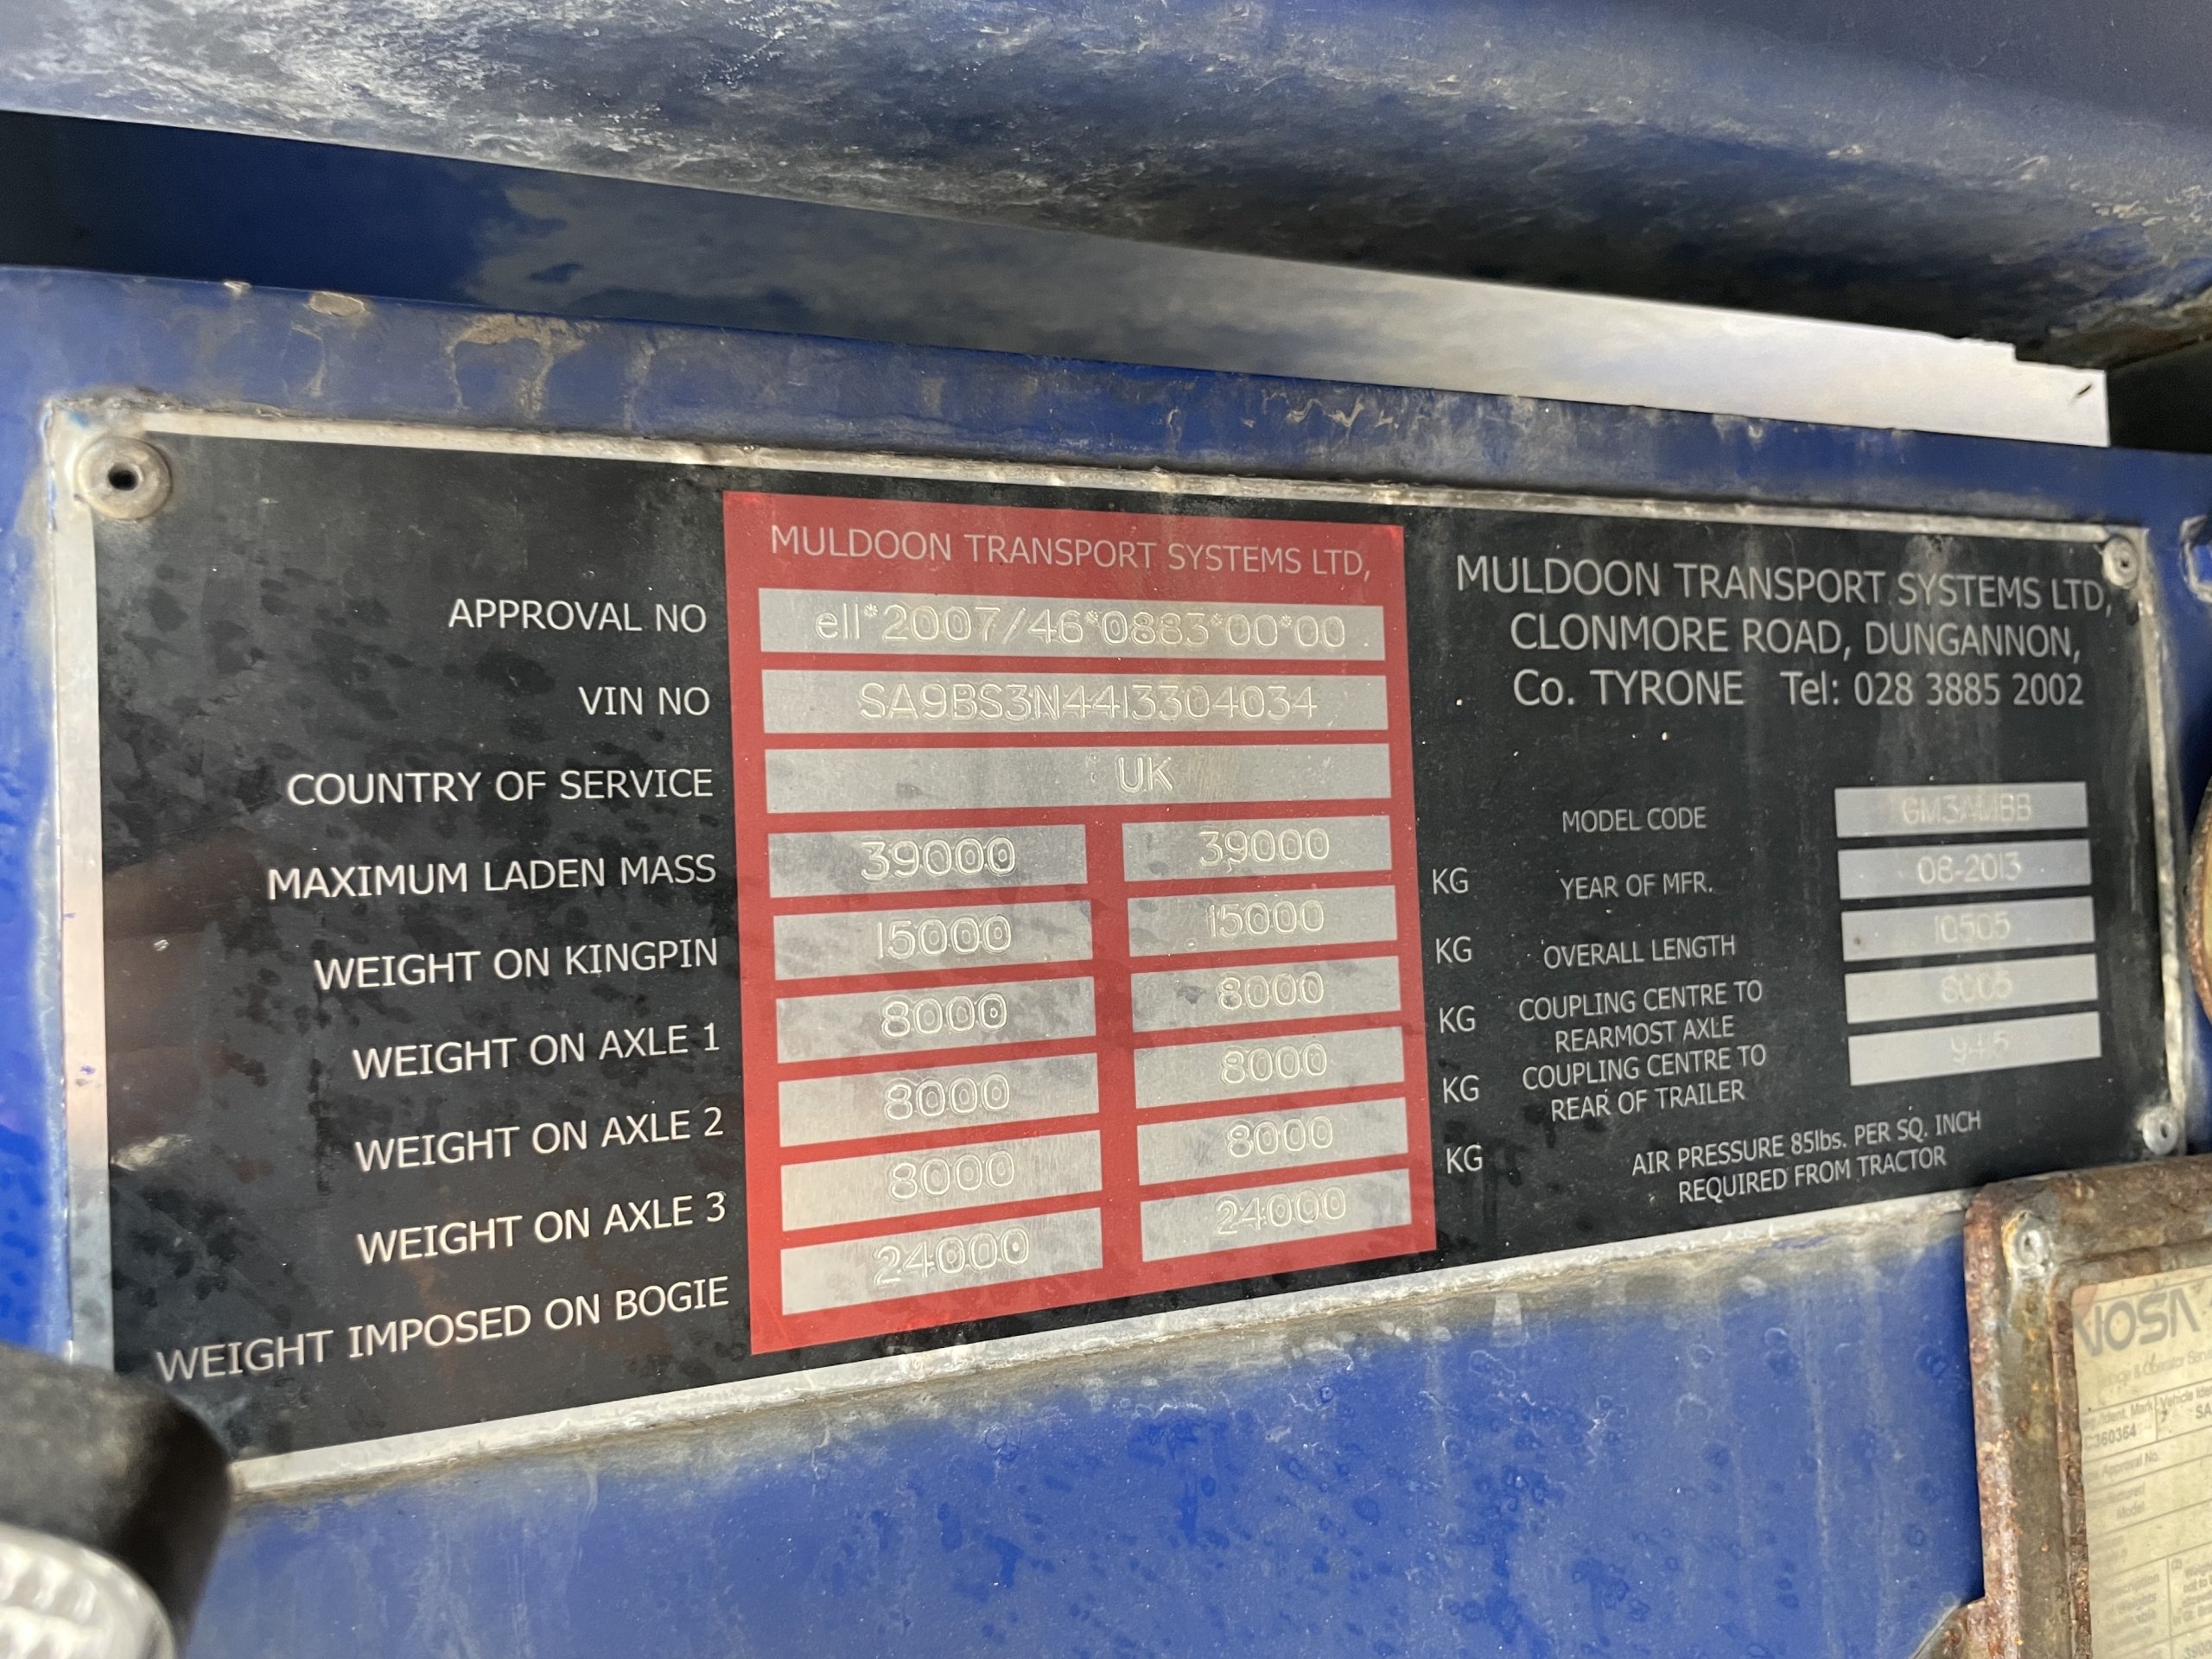 MULDOON TRANSPORT SYSTEMS LTD,
APPROVAL NO e11*2007/46*0883*00*00
VIN NO SA9BS3N4413304034
COUNTRY OF SERVICE UK
MAXIMUM LADEN MASS 39000 39000 KG
WEIGHT ON KINGPIN 15000 15000 KG
WEIGHT ON AXLE 1 8000 8000 KG
WEIGHT ON AXLE 2 8000 8000 KG
WEIGHT ON AXLE 3 8000 8000 KG
WEIGHT IMPOSED ON BOGIE 24000 24000
MULDOON TRANSPORT SYSTEMS LTD,
CLONMORE ROAD, DUNGANNON,
Co. TYRONE Tel: 028 3885 2002
MODEL CODE GM3AMBB
YEAR OF MFR. 08-2013
OVERALL LENGTH 10505
COUPLING CENTRE TO
REARMOST AXLE
COUPLING CENTRE TO
REAR OF TRAILER
AIR PRESSURE 85lbs. PER SQ. INCH
REQUIRED FROM TRACTOR
VOSA
Approval No.
Model